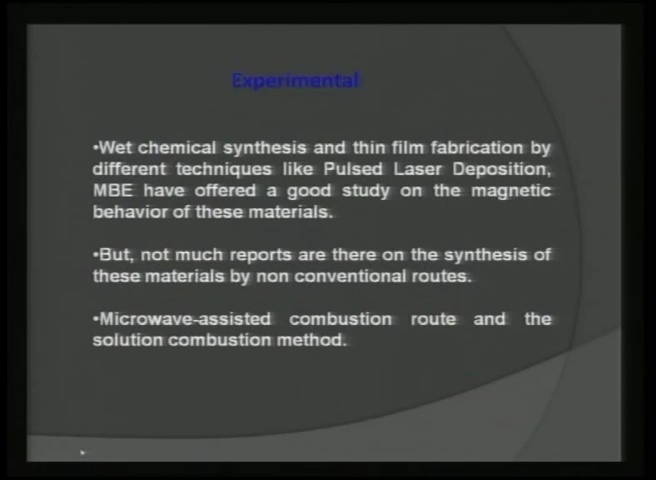 Experimental
•Wet chemical synthesis and thin film fabrication by
different techniques like Pulsed Laser Deposition,
MBE have offered a good study on the magnetic
behavior of these materials.
•But, not much reports are there on the synthesis of
these materials by non conventional routes.
•Microwave-assisted combustion route and the
solution combustion method.